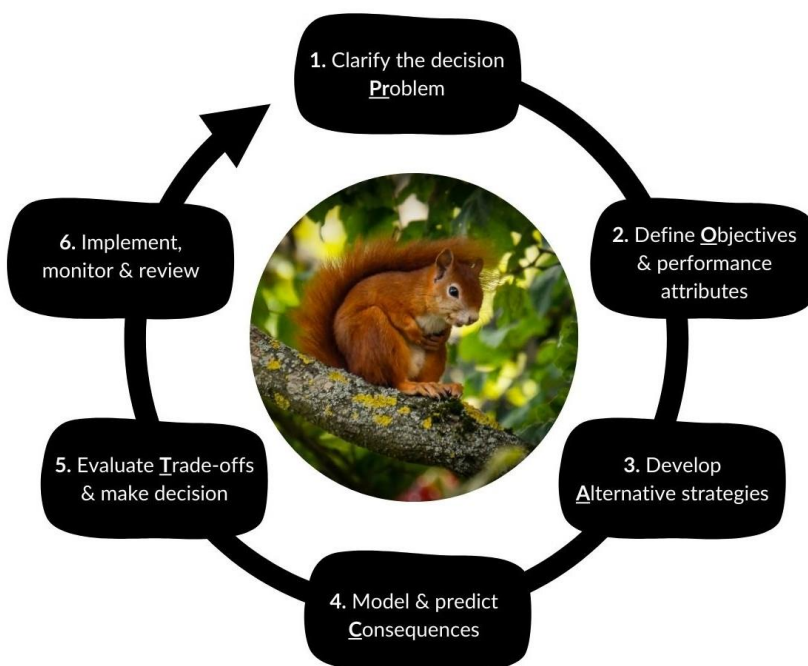 1. Clarify the decision
Problem
2. Define Objectives
& performance
attributes
3. Develop
Alternative strategies
4. Model & predict
Consequences
5. Evaluate Trade-offs
& make decision
6. Implement,
monitor & review